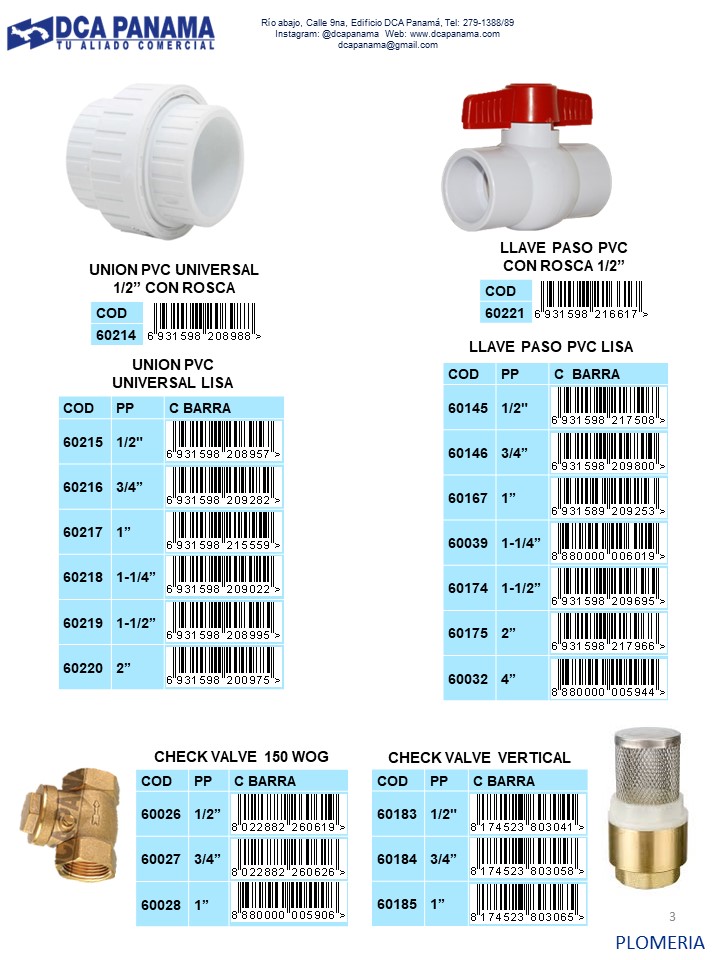 DCA PANAMA
TU ALIADO COMERCIAL
Río abajo, Calle 9na, Edificio DCA Panamá, Tel: 279-1388/89
Instagram: @dcapanama Web: www.dcapanama.com
dcapanama@gmail.com
UNION PVC UNIVERSAL
1/2” CON ROSCA
COD
60214 6 931598 208988 >
LLAVE PASO PVC
CON ROSCA 1/2”
COD
60221 6 931598 216617 >
UNION PVC
UNIVERSAL LISA
COD PP C BARRA
60215 1/2" 6 931598 208957 >
60216 3/4” 6 931598 209282 >
60217 1” 6 931598 215559 >
60218 1-1/4” 6 931598 209022 >
60219 1-1/2” 6 931598 208995 >
60220 2” 6 931598 200975 >
LLAVE PASO PVC LISA
COD PP C BARRA
60145 1/2" 6 931598 217508 >
60146 3/4” 6 931598 209800 >
60167 1” 6 931589 209253 >
60039 1-1/4” 8 880000 006019 >
60174 1-1/2” 6 931598 209695 >
60175 2” 6 931598 217966 >
60032 4” 8 880000 005944 >
CHECK VALVE 150 WOG
COD PP C BARRA
60026 1/2” 8 022882 260619 >
60027 3/4” 8 022882 260626 >
60028 1” 8 880000 005906 >
CHECK VALVE VERTICAL
COD PP C BARRA
60183 1/2" 8 174523 803041 >
60184 3/4” 8 174523 803058 >
60185 1” 8 174523 803065 >
3
PLOMERIA